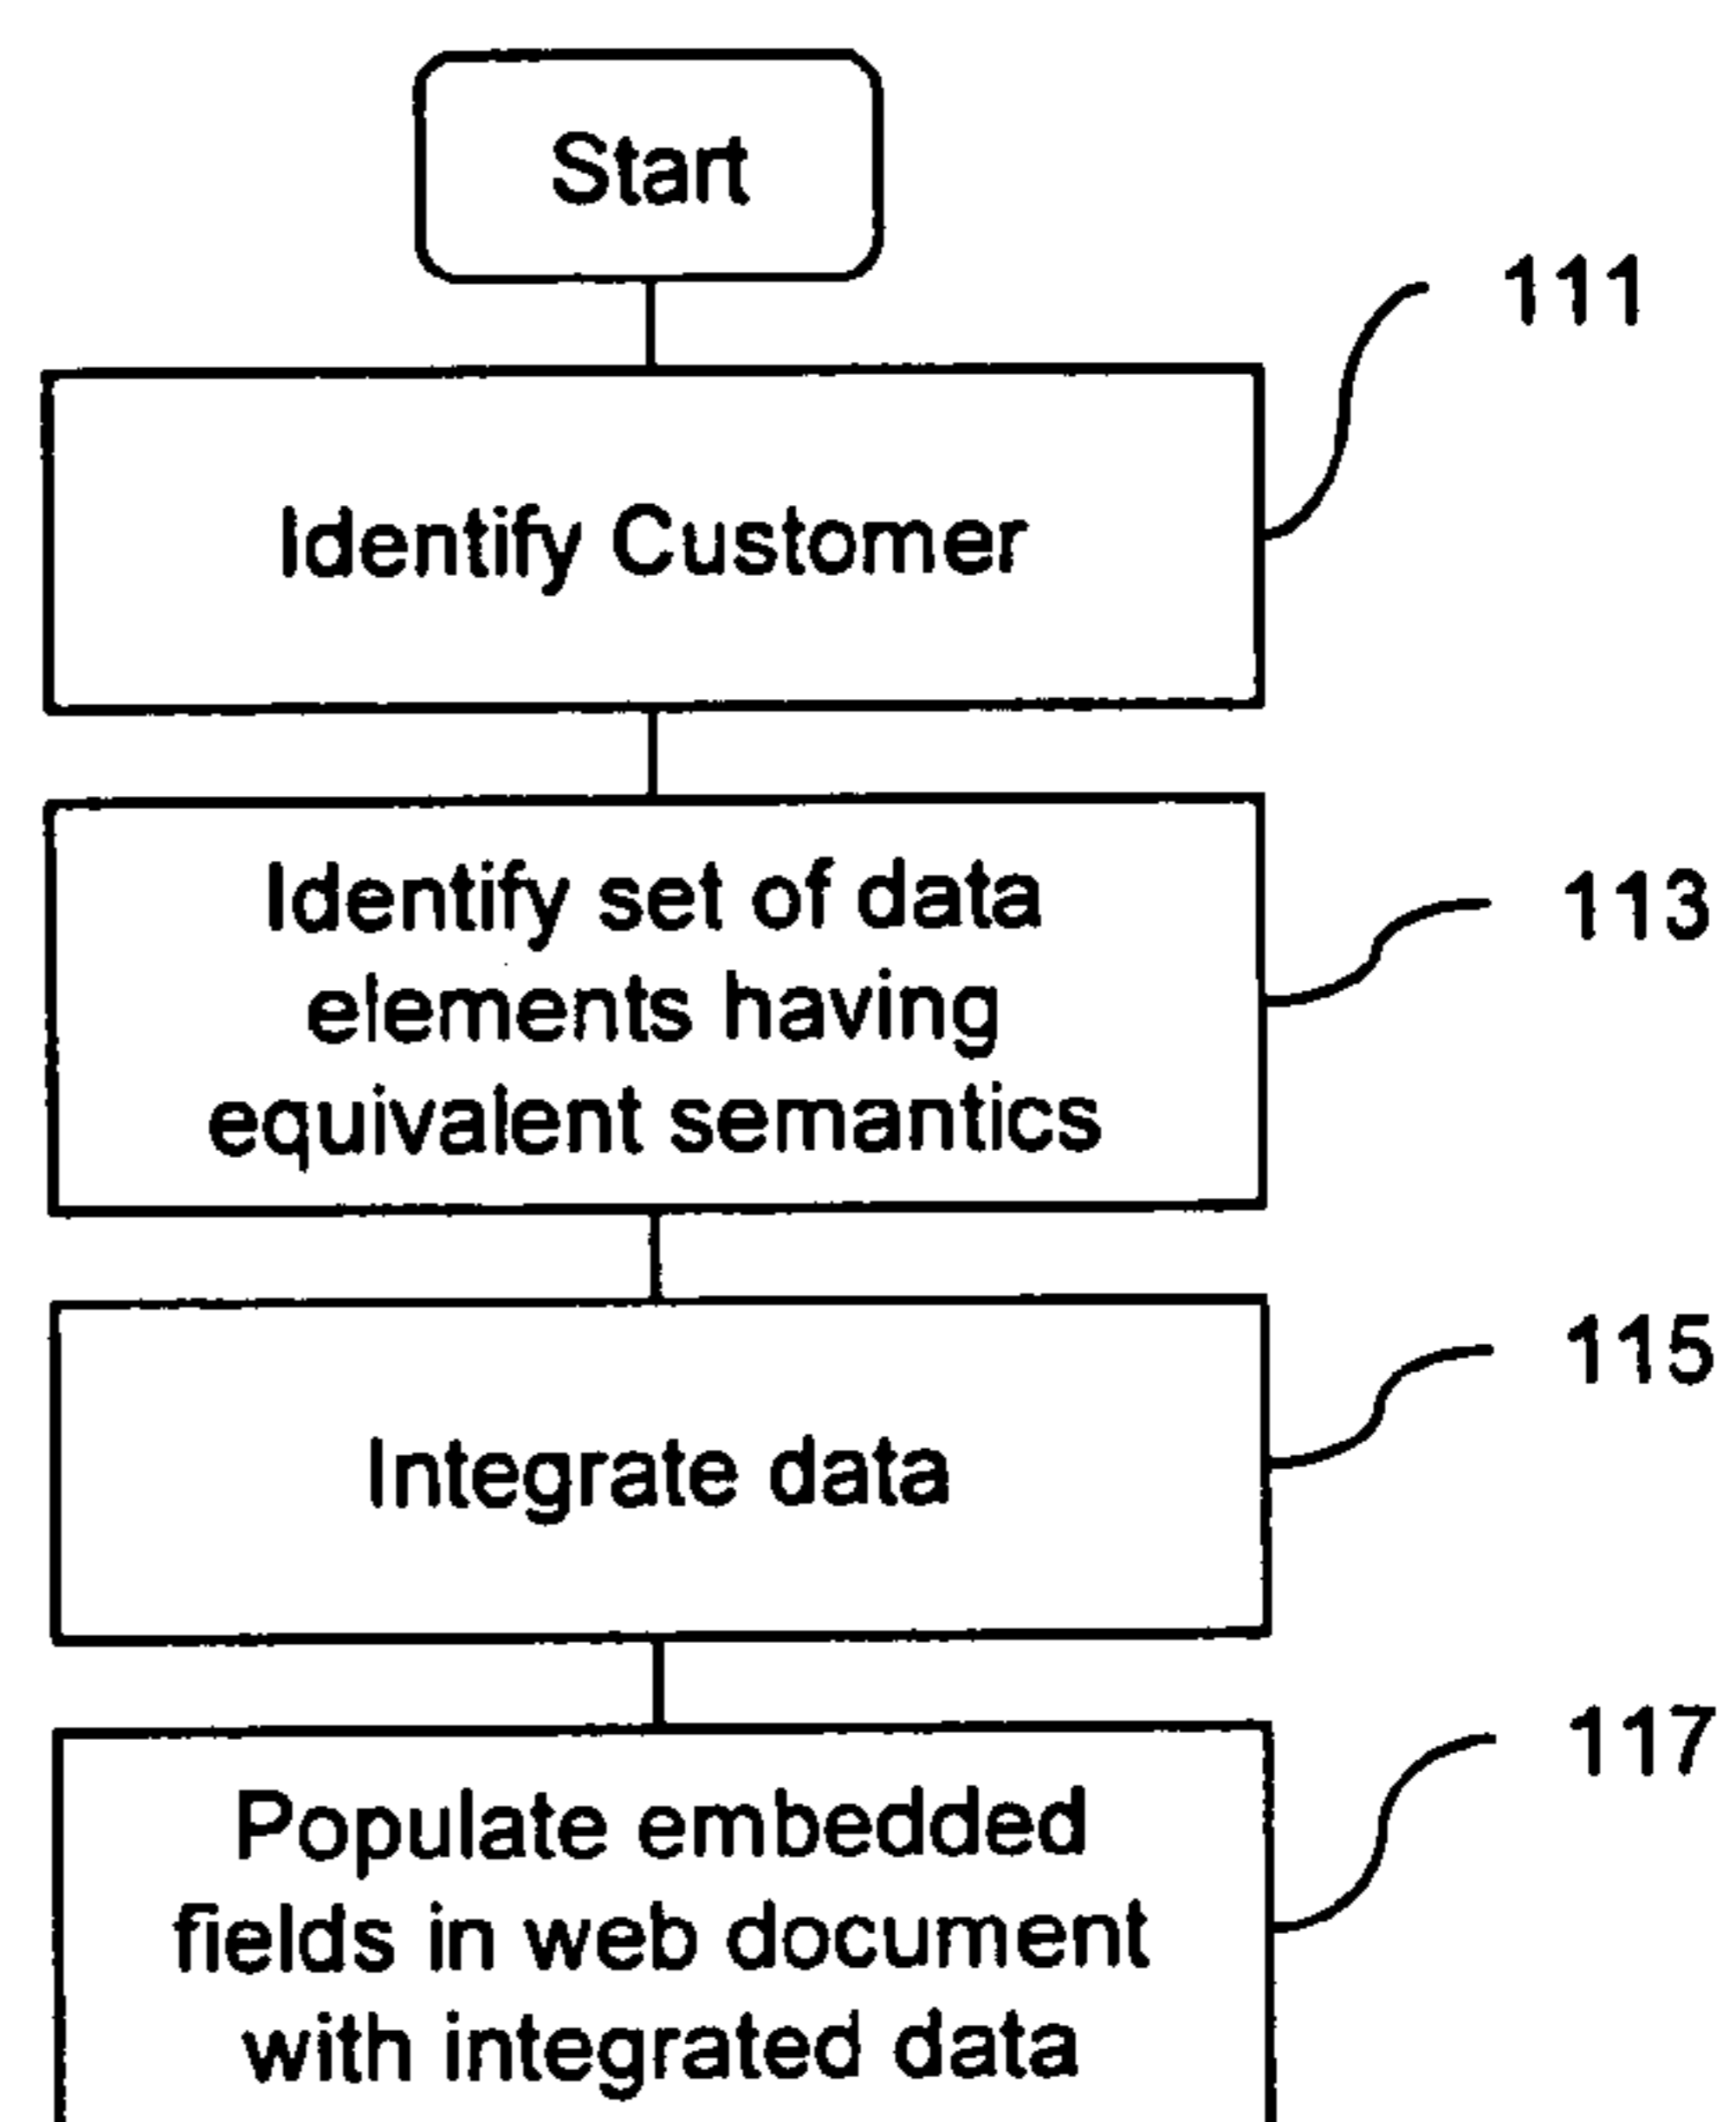 Start
111
Identify Customer
Identify set of data
elements having
equivalent semantics
113
115
Integrate data
117
Populate embedded
fields in web document
with integrated data